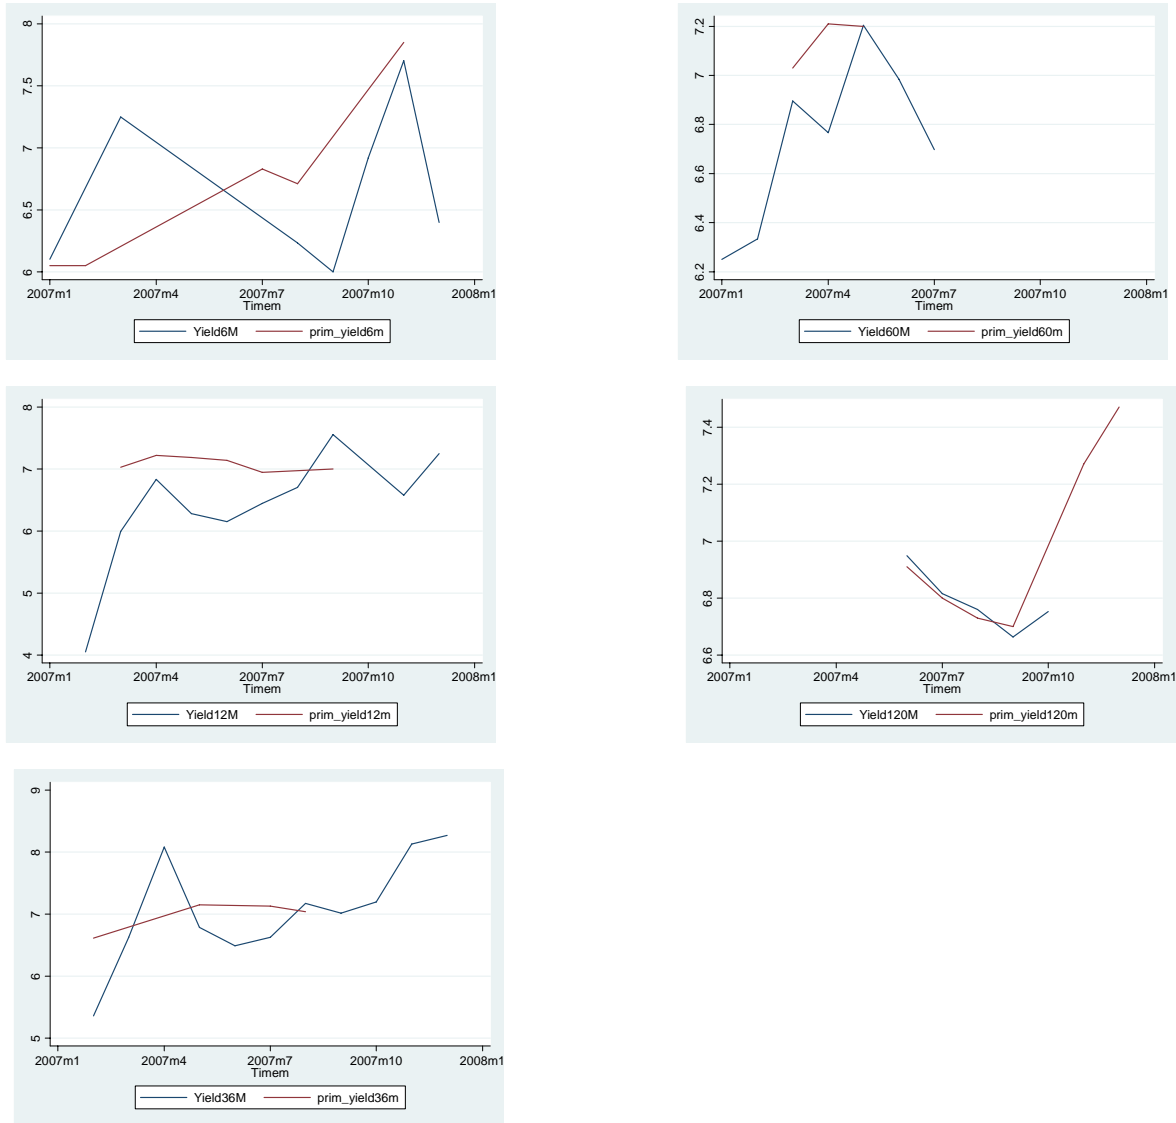 8
7.5
7
6.5
6
2007m1 2007m4 2007m7 2007m10 2008m1
Timem
Yield6M prim_yield6m
7.2
7
6.8
6.6
6.4
6.2
2007m1 2007m4 2007m7 2007m10 2008m1
Timem
Yield60M prim_yield60m
8
7
6
5
4
2007m1 2007m4 2007m7 2007m10 2008m1
Timem
Yield12M prim_yield12m
7.4
7.2
7
6.8
6.6
2007m1 2007m4 2007m7 2007m10 2008m1
Timem
Yield120M prim_yield120m
9
8
7
6
5
2007m1 2007m4 2007m7 2007m10 2008m1
Timem
Yield36M prim_yield36m